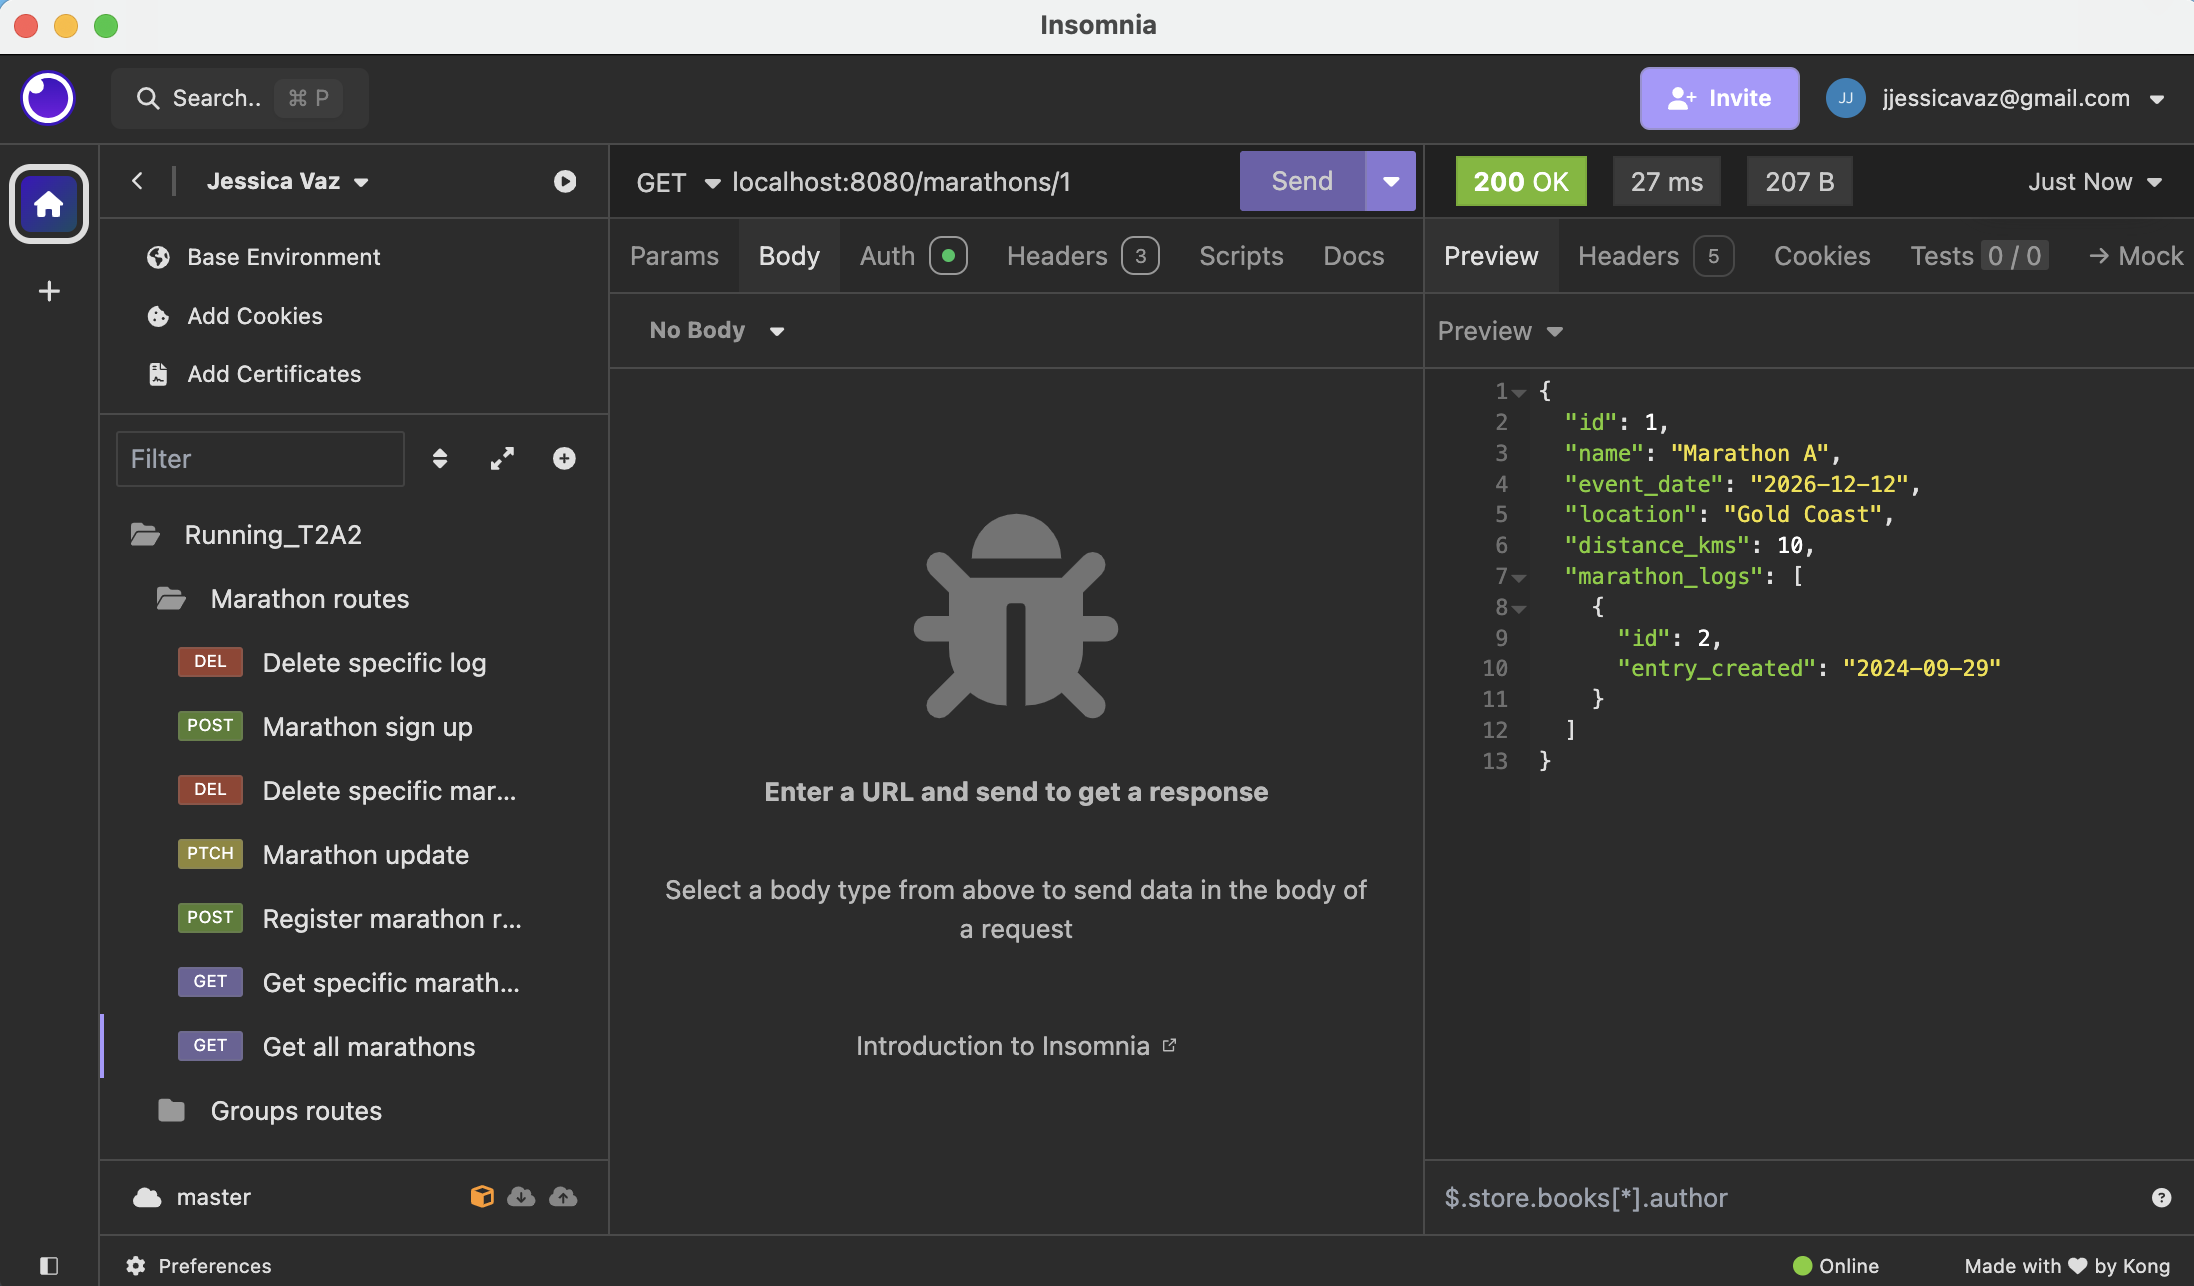 Insomnia
Search.. ⌘ P
Invite
JJ
jjessicavaz@gmail.com
Jessica Vaz
Base Environment
Add Cookies
Add Certificates
Filter
Running_T2A2
Marathon routes
DEL Delete specific log
POST Marathon sign up
DEL Delete specific mar...
PTCH Marathon update
POST Register marathon r...
GET Get specific marath...
GET Get all marathons
Groups routes
master
Preferences
GET localhost:8080/marathons/1
Send
Params Body Auth Headers 3 Scripts Docs
No Body
Enter a URL and send to get a response
Select a body type from above to send data in the body of
a request
Introduction to Insomnia
200 OK 27 ms 207 B Just Now
Preview Headers 5 Cookies Tests 0 / 0 → Mock
Preview
1 {
2 "id": 1,
3 "name": "Marathon A",
4 "event_date": "2026-12-12",
5 "location": "Gold Coast",
6 "distance_kms": 10,
7 "marathon_logs": [
8 {
9 "id": 2,
10 "entry_created": "2024-09-29"
11 }
12 ]
13 }
$.store.books[*].author
?
Online
Made with ♥ by Kong